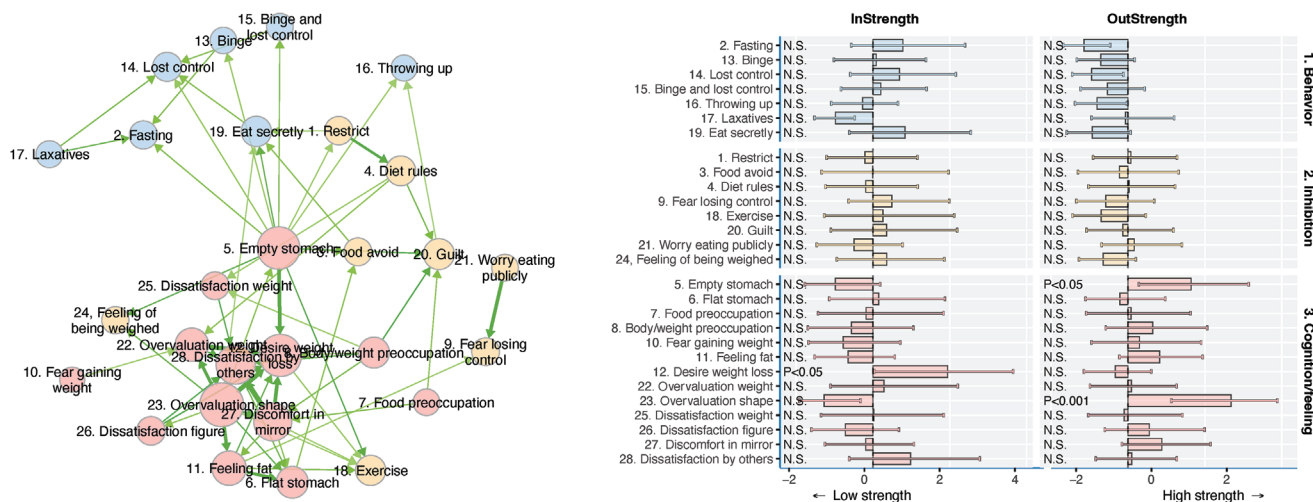 15. Binge and
lost control
13. Binge
14. Lost control
16. Throwing up
2. Fasting
19. Eat secretly
1. Restrict
17. Laxatives
4. Diet rules
5. Empty stomach
3. Food avoid
20. Guilt
21. Worry eating
publicly
25. Dissatisfaction weight
24, Feeling of
being weighed
22. Overvaluation weight
12. Desire weight
loss
28. Dissatisfaction by
others
8. Body/weight preoccupation
9. Fear losing
control
10. Fear gaining
weight
23. Overvaluation shape
27. Discomfort in
mirror
7. Food preoccupation
26. Dissatisfaction figure
11. Feeling fat
6. Flat stomach
18. Exercise
InStrength
OutStrength
2. Fasting N.S. N.S.
13. Binge N.S. N.S.
14. Lost control N.S. N.S.
15. Binge and lost control N.S. N.S.
16. Throwing up N.S. N.S.
17. Laxatives N.S. N.S.
19. Eat secretly N.S. N.S.
1. Behavior
1. Restrict N.S. N.S.
3. Food avoid N.S. N.S.
4. Diet rules N.S. N.S.
9. Fear losing control N.S. N.S.
18. Exercise N.S. N.S.
20. Guilt N.S. N.S.
21. Worry eating publicly N.S. N.S.
24, Feeling of being weighed N.S. N.S.
2. Inhibition
5. Empty stomach N.S. P<0.05
6. Flat stomach N.S. N.S.
7. Food preoccupation N.S. N.S.
8. Body/weight preoccupation N.S. N.S.
10. Fear gaining weight N.S. N.S.
11. Feeling fat N.S. N.S.
12. Desire weight loss P<0.05 N.S.
22. Overvaluation weight N.S. N.S.
23. Overvaluation shape N.S. P<0.001
25. Dissatisfaction weight N.S. N.S.
26. Dissatisfaction figure N.S. N.S.
27. Discomfort in mirror N.S. N.S.
28. Dissatisfaction by others N.S. N.S.
3. Cognition/feeling
−2 0 2 4 −2 0 2
← Low strength High strength →